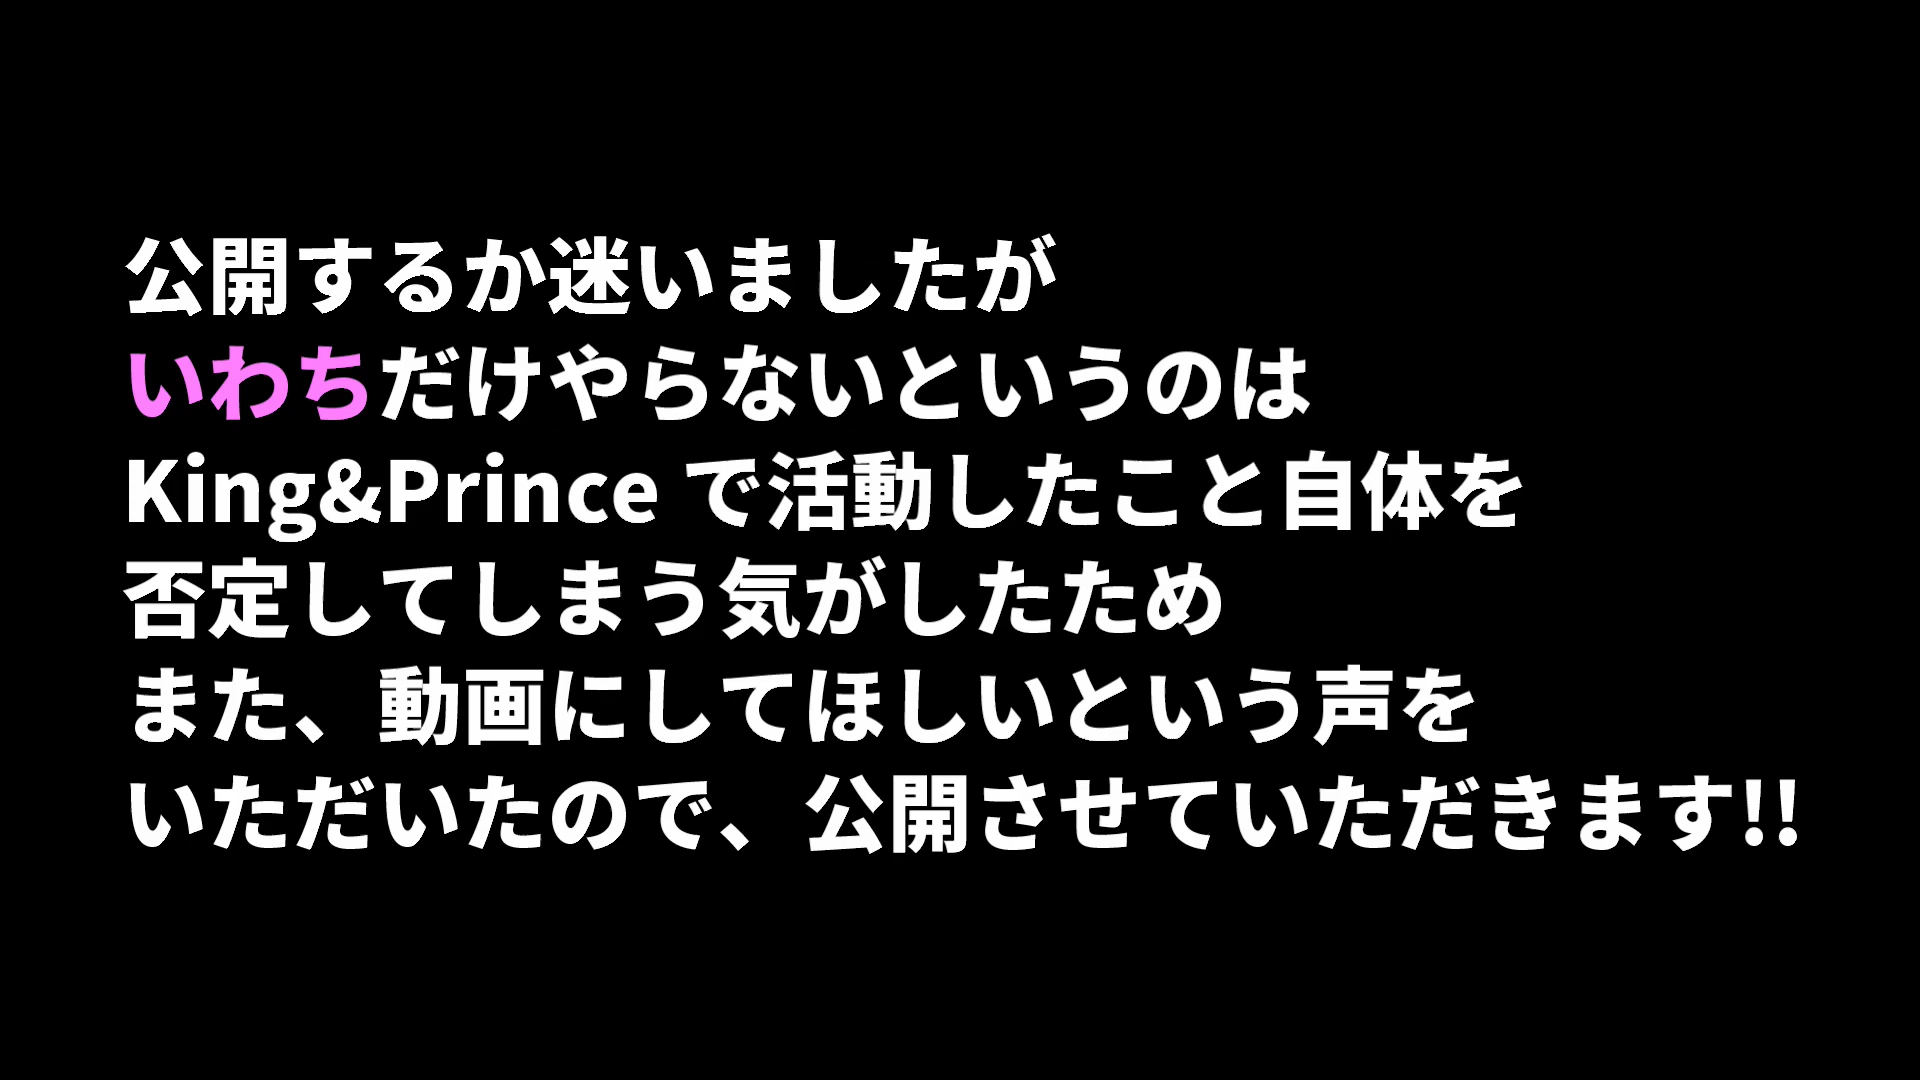 公開するか迷いましたが
いわちだけやらないというのは
King&Prince で活動したこと自体を
否定してしまう気がしたため
また、動画にしてほしいという声を
いただいたので、公開させていただきます!!